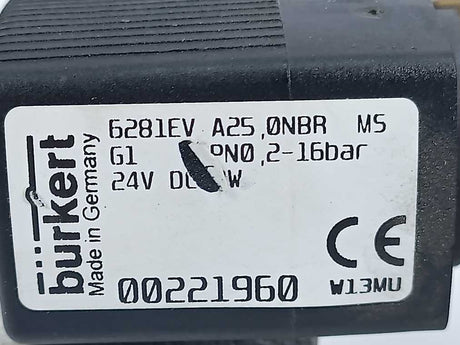 bürkert
Made in Germany
6281EV A25,0NBR MS
G1 PN0,2-16bar
24V DC W
00221960
CE
W13MU